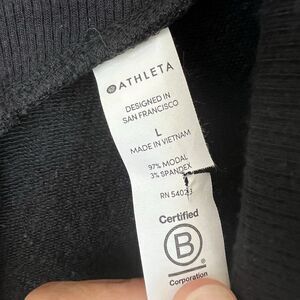 ATHLETA
DESIGNED IN
SAN FRANCISCO
L
MADE IN VIETNAM
97% MODAL
3% SPANDEX
RN 54023
Certified
B
Corporation